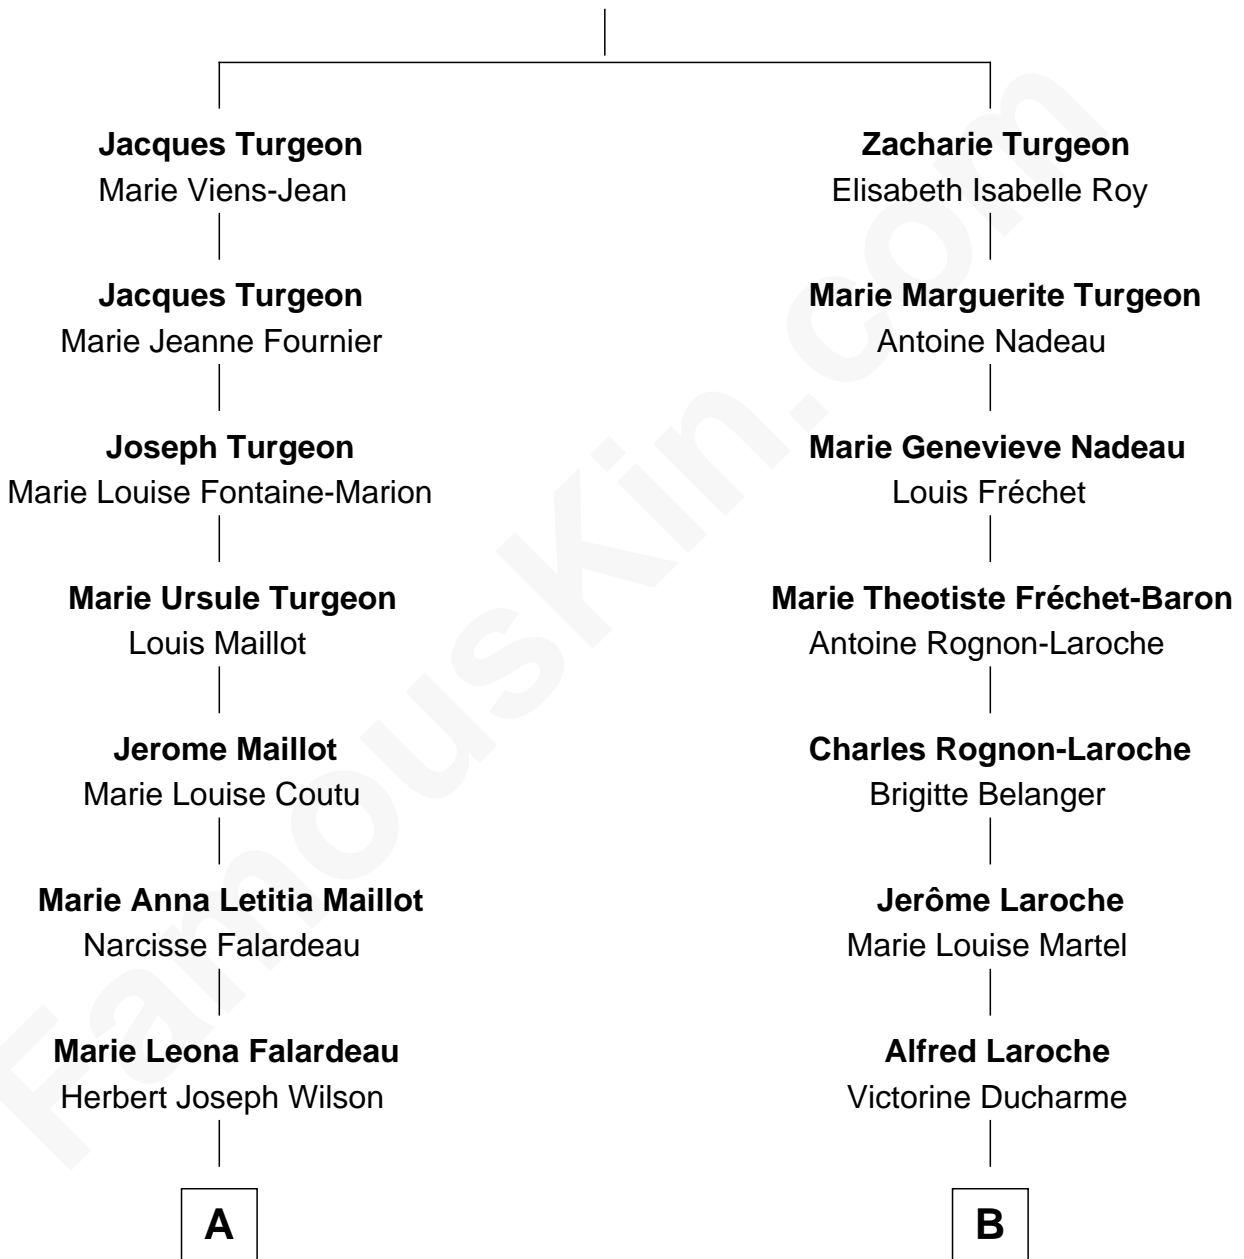 Jacques Turgeon
Marie Viens-Jean
Jacques Turgeon
Marie Jeanne Fournier
Joseph Turgeon
Marie Louise Fontaine-Marion
Marie Ursule Turgeon
Louis Maillot
Jerome Maillot
Marie Louise Coutu
Marie Anna Letitia Maillot
Narcisse Falardeau
Marie Leona Falardeau
Herbert Joseph Wilson
A
Zacharie Turgeon
Elisabeth Isabelle Roy
Marie Marguerite Turgeon
Antoine Nadeau
Marie Genevieve Nadeau
Louis Fréchet
Marie Theotiste Fréchet-Baron
Antoine Rognon-Laroche
Charles Rognon-Laroche
Brigitte Belanger
Jerôme Laroche
Marie Louise Martel
Alfred Laroche
Victorine Ducharme
B
FamousKin.com